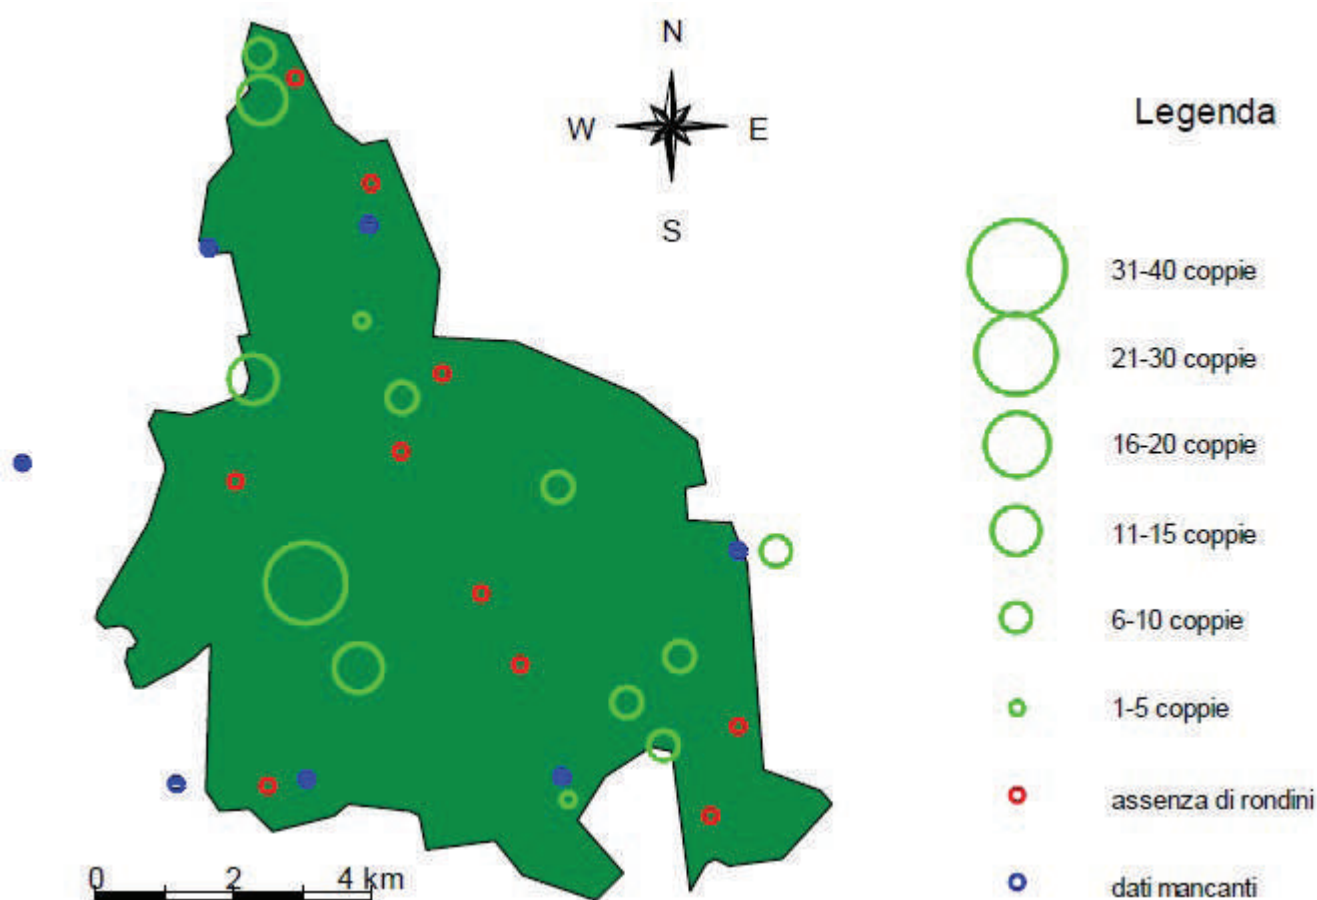 N
W E
S
Legenda
31-40 coppie
21-30 coppie
16-20 coppie
11-15 coppie
6-10 coppie
1-5 coppie
assenza di rondini
dati mancanti
0 2 4 km